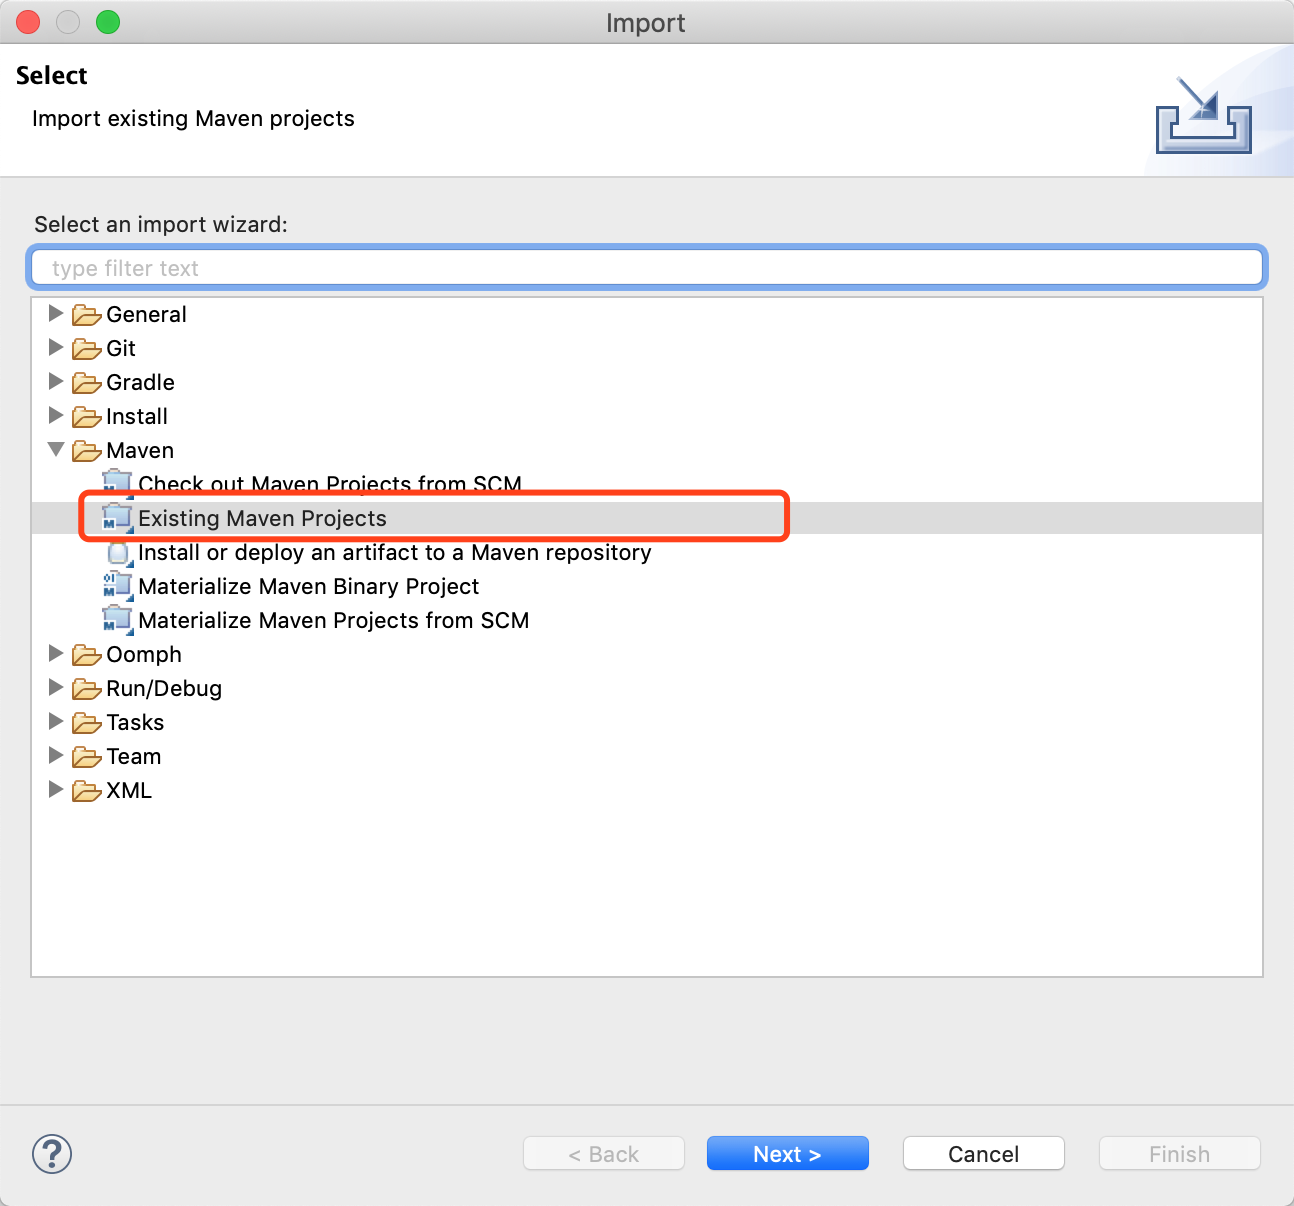 Import
Select
Import existing Maven projects
Select an import wizard:
type filter text
General
Git
Gradle
Install
Maven
Check out Maven Projects from SCM
Existing Maven Projects
Install or deploy an artifact to a Maven repository
Materialize Maven Binary Project
Materialize Maven Projects from SCM
Oomph
Run/Debug
Tasks
Team
XML
? < Back Next > Cancel Finish